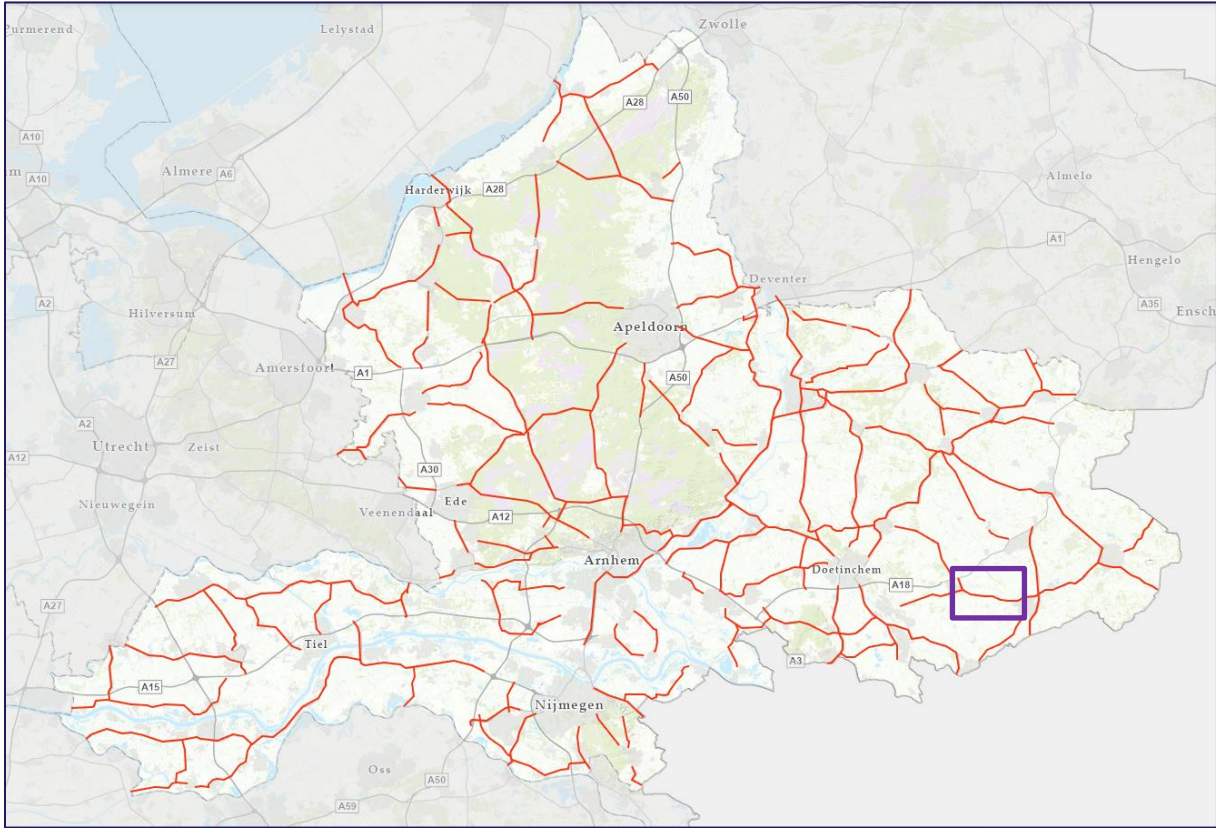 Purmerend
Lelystad
Zwolle
A28
A50
A10
Almere
A6
A10
Harderwijk
A28
Almelo
A1
Hengelo
A2
Deventer
A35
Hilversum
Apeldoorn
A27
Amersfoort
A1
A50
A2
Utrecht
Zeist
A12
A30
Nieuwegein
Ede
Veenendaal
A12
Arnhem
Doetinchem
A18
A27
Tiel
A3
A15
Nijmegen
Oss
A50
A59